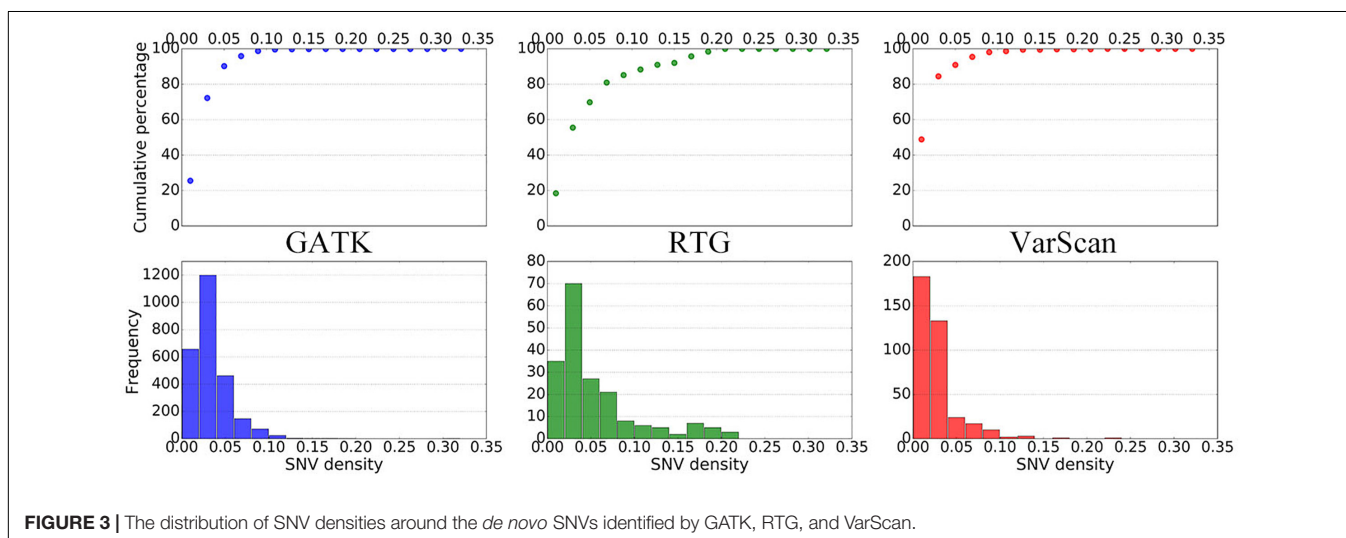 0.00 0.05 0.10 0.15 0.20 0.25 0.30 0.35
100
80
60
40
20
0
Cumulative percentage
GATK
0.00 0.05 0.10 0.15 0.20 0.25 0.30 0.35
100
80
60
40
20
0
RTG
0.00 0.05 0.10 0.15 0.20 0.25 0.30 0.35
100
80
60
40
20
0
VarScan
1200
1000
800
600
400
200
0
Frequency
0.00 0.05 0.10 0.15 0.20 0.25 0.30 0.35
SNV density
80
70
60
50
40
30
20
10
0
0.00 0.05 0.10 0.15 0.20 0.25 0.30 0.35
SNV density
200
150
100
50
0
0.00 0.05 0.10 0.15 0.20 0.25 0.30 0.35
SNV density
FIGURE 3 | The distribution of SNV densities around the de novo SNVs identified by GATK, RTG, and VarScan.